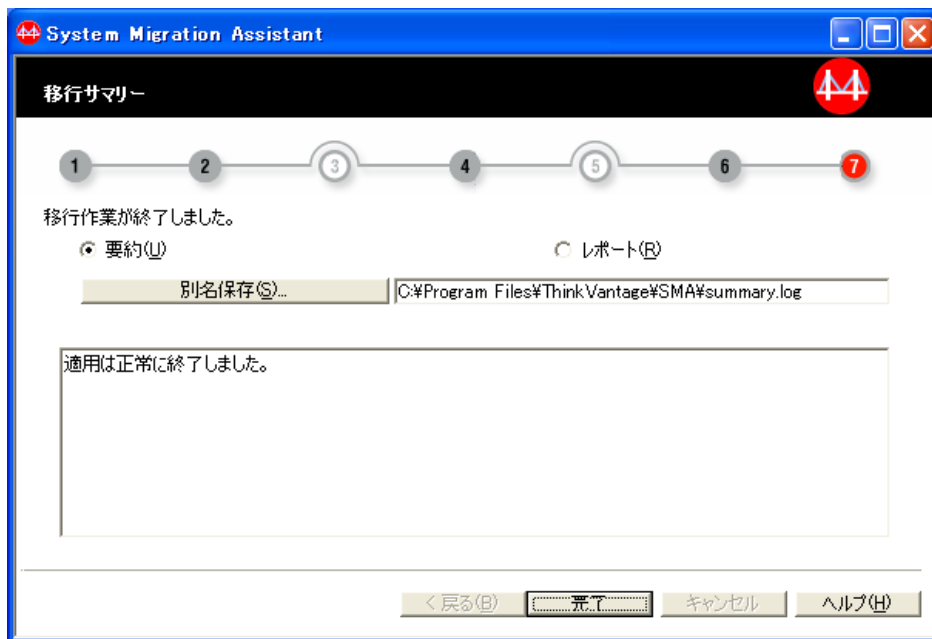 System Migration Assistant
移行サマリー
1 2 3 4 5 6 7
移行作業が終了しました。
要約(U) レポート(R)
別名保存(S)... C:¥Program Files¥ThinkVantage¥SMA¥summary.log
適用は正常に終了しました。
< 戻る(B) 完了 キャンセル ヘルプ(H)